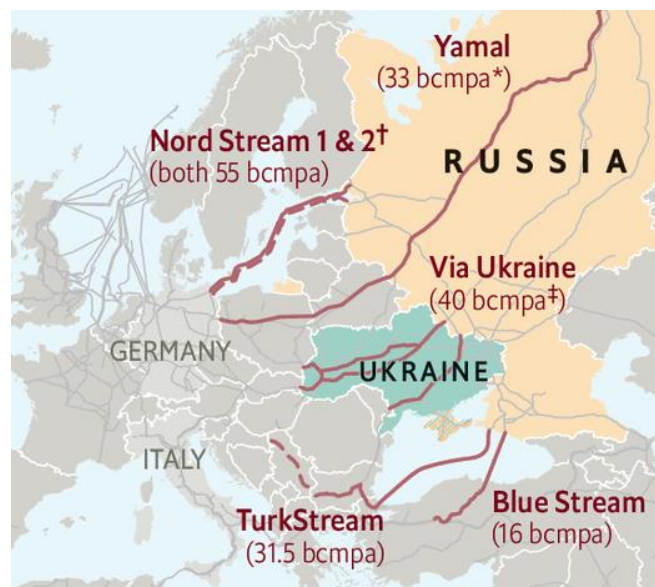 Yamal
(33 bcmpa*)
Nord Stream 1 & 2†
(both 55 bcmpa)
RUSSIA
Via Ukraine
(40 bcmpa‡)
GERMANY
UKRAINE
ITALY
TurkStream
(31.5 bcmpa)
Blue Stream
(16 bcmpa)